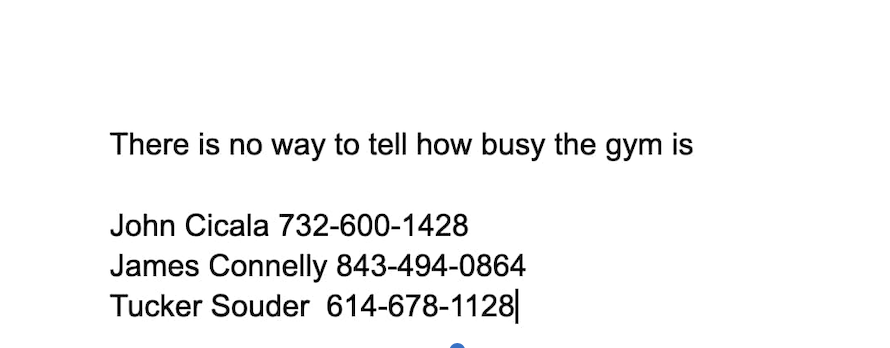 There is no way to tell how busy the gym is
John Cicala 732-600-1428
James Connelly 843-494-0864
Tucker Souder  614-678-1128